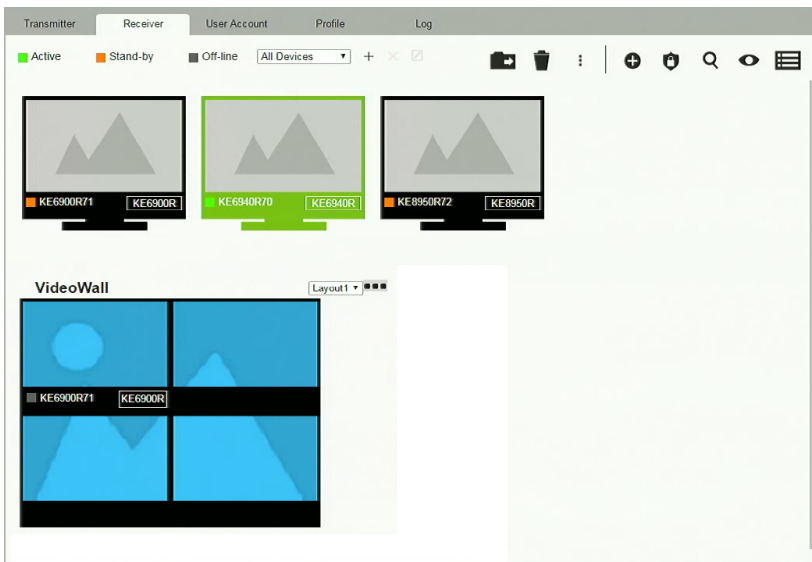 Transmitter Receiver User Account Profile Log
Active Stand-by Off-line All Devices
KE6900R71 KE6900R KE6940R70 KE6940R KE8950R72 KE8950R
VideoWall Layout1
KE6900R71 KE6900R